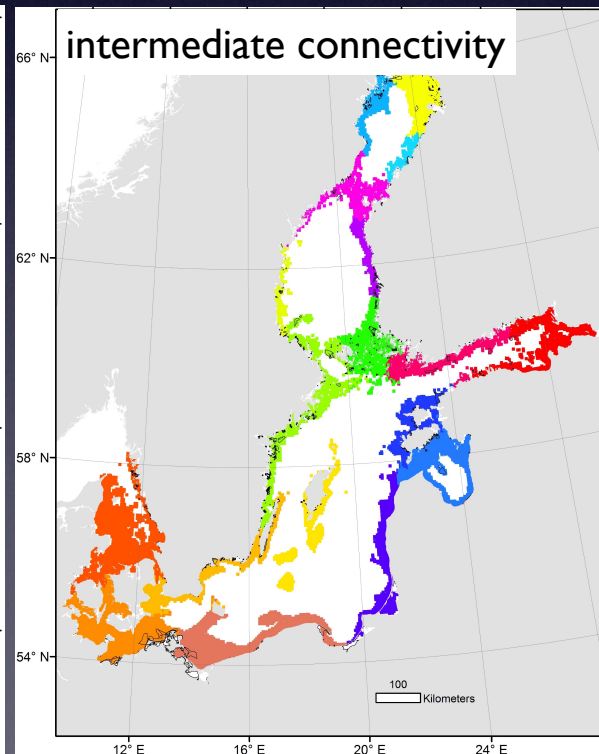 intermediate connectivity
66° N
62° N
58° N
54° N
100
Kilometers
12° E
16° E
20° E
24° E